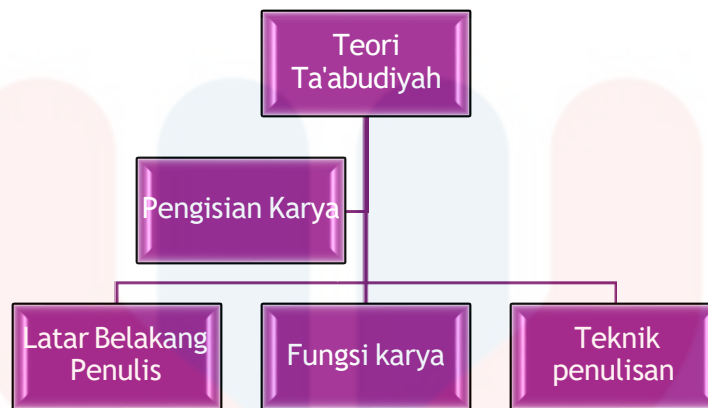 Teori
Ta'abudiyah
Pengisian Karya
Latar Belakang
Penulis
Fungsi karya
Teknik
penulisan